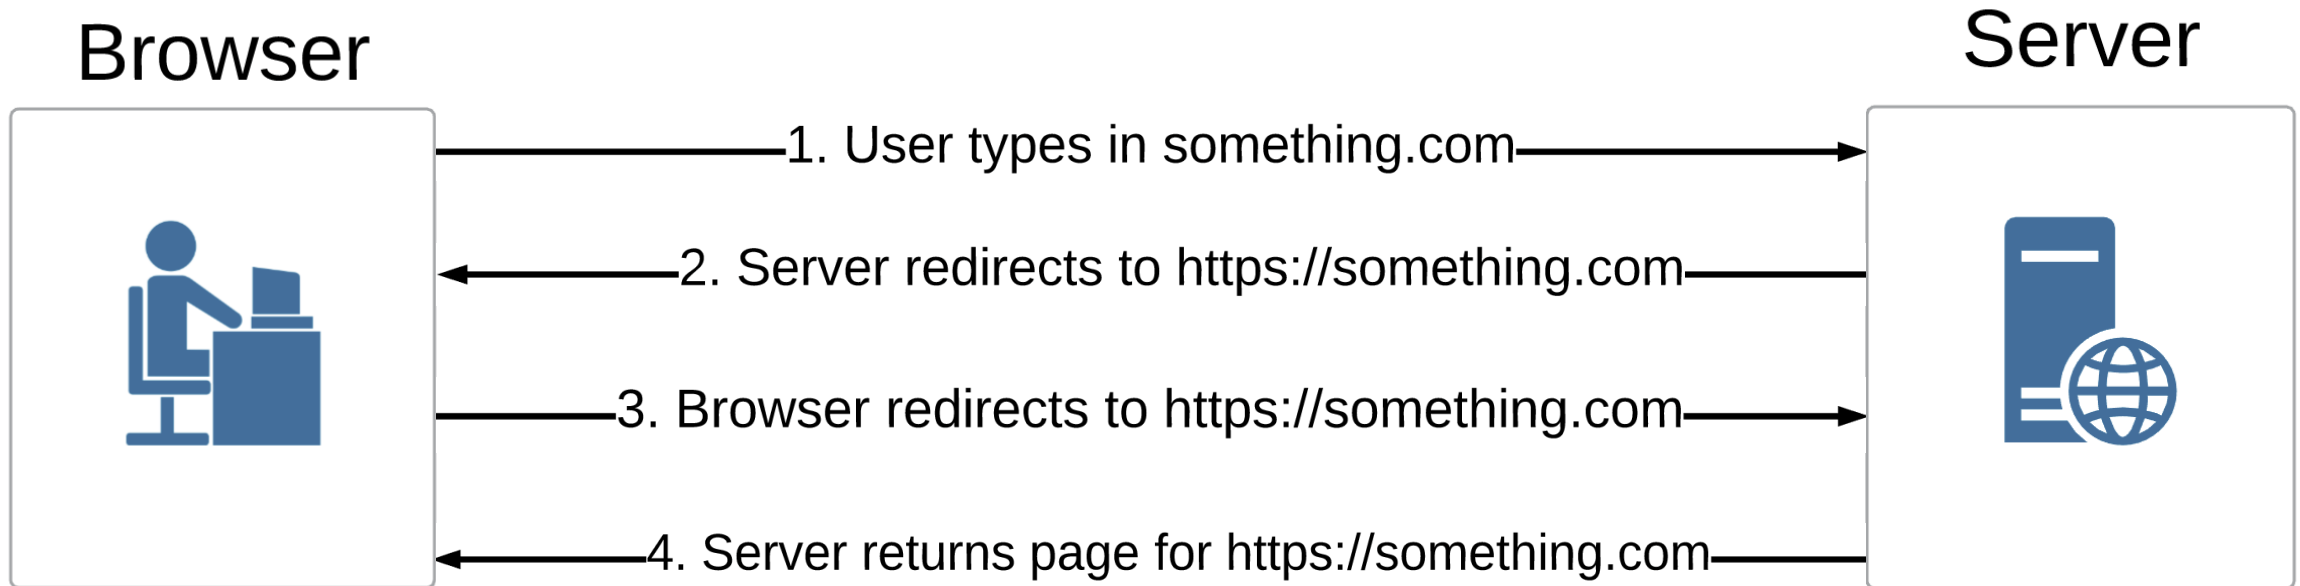 Browser
Server
1. User types in something.com
2. Server redirects to https://something.com
3. Browser redirects to https://something.com
4. Server returns page for https://something.com